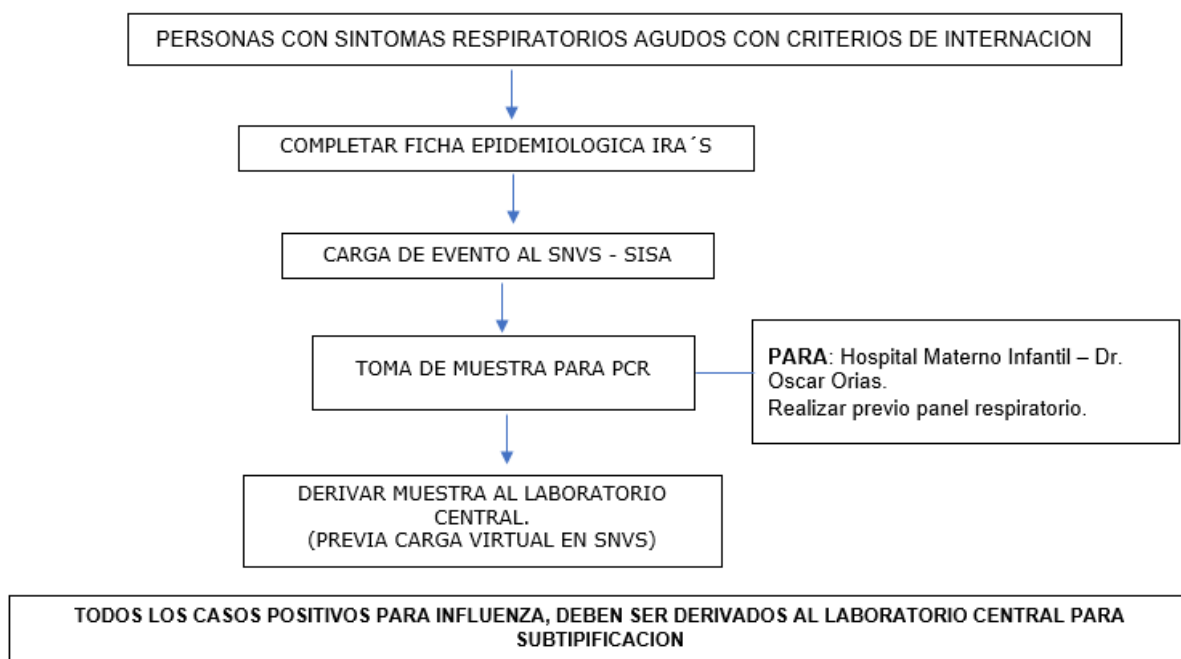 PERSONAS CON SINTOMAS RESPIRATORIOS AGUDOS CON CRITERIOS DE INTERNACION
COMPLETAR FICHA EPIDEMIOLOGICA IRA´S
CARGA DE EVENTO AL SNVS - SISA
TOMA DE MUESTRA PARA PCR
PARA: Hospital Materno Infantil – Dr.
Oscar Orias.
Realizar previo panel respiratorio.
DERIVAR MUESTRA AL LABORATORIO
CENTRAL.
(PREVIA CARGA VIRTUAL EN SNVS)
TODOS LOS CASOS POSITIVOS PARA INFLUENZA, DEBEN SER DERIVADOS AL LABORATORIO CENTRAL PARA
SUBTIPIFICACION